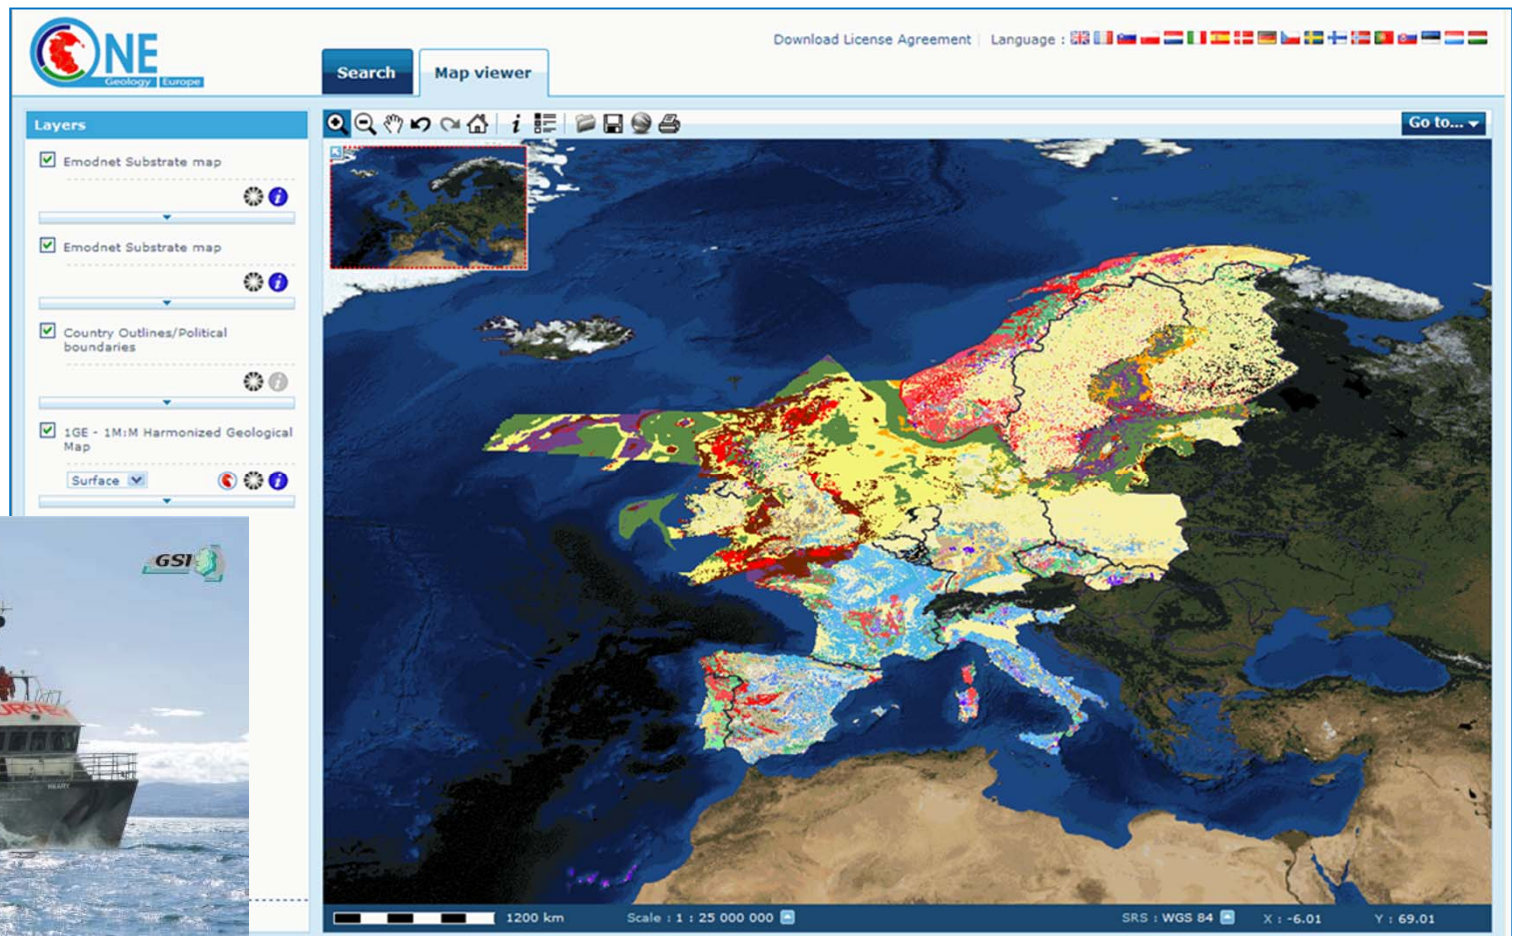 ONE
Geology Europe
Search
Map viewer
Download License Agreement
Language :
Layers
Go to...
Emodnet Substrate map
Emodnet Substrate map
Country Outlines/Political
boundaries
1GE - 1M:M Harmonized Geological
Map
Surface
GSI
1200 km
Scale : 1 : 25 000 000
SRS : WGS 84
X : -6.01
Y : 69.01